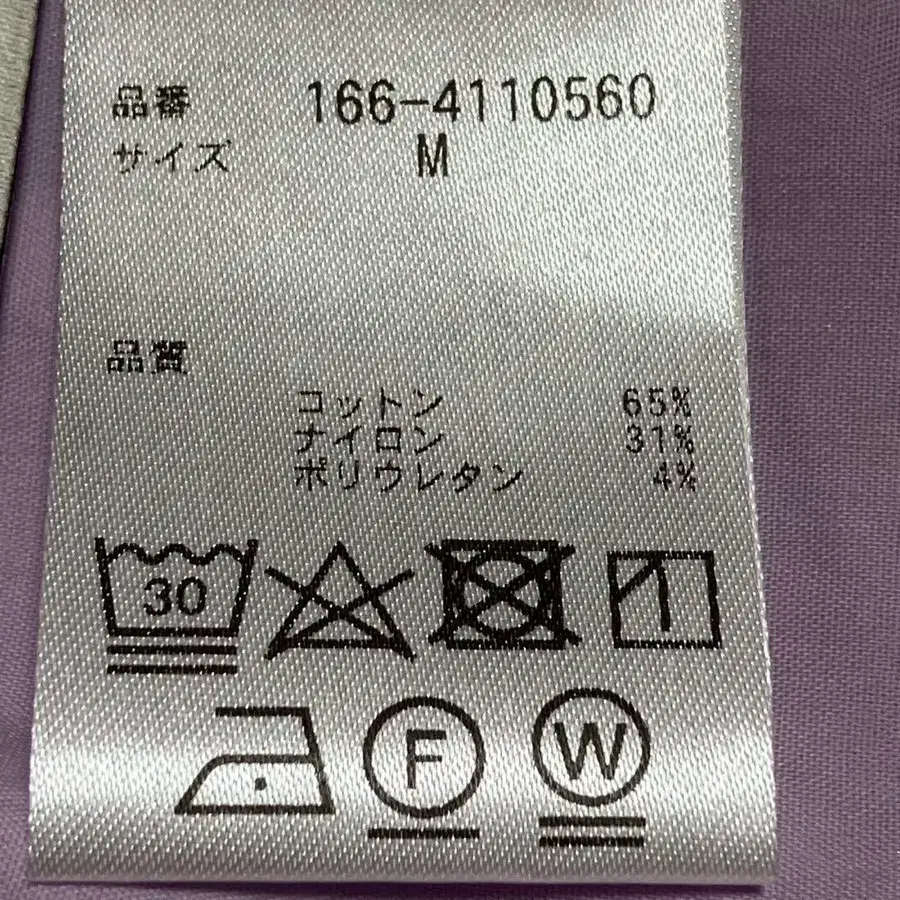 品番 166-4110560
サイズ M
品質
コットン 65%
ナイロン 31%
ポリウレタン 4%
30
F W